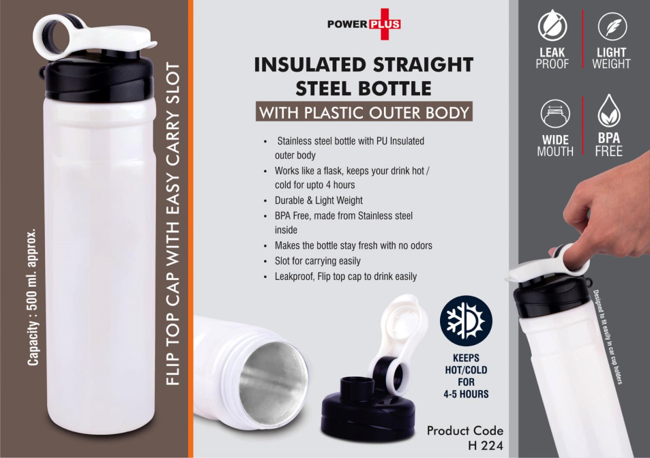 Capacity : 500 ml. approx.
FLIP TOP CAP WITH EASY CARRY SLOT
POWER PLUS
INSULATED STRAIGHT
STEEL BOTTLE
WITH PLASTIC OUTER BODY
• Stainless steel bottle with PU Insulated
outer body
• Works like a flask, keeps your drink hot /
cold for upto 4 hours
• Durable & Light Weight
• BPA Free, made from Stainless steel
inside
• Makes the bottle stay fresh with no odors
• Slot for carrying easily
• Leakproof, Flip top cap to drink easily
KEEPS
HOT/COLD
FOR
4-5 HOURS
Product Code
H 224
LEAK
PROOF
LIGHT
WEIGHT
WIDE
MOUTH
BPA
FREE
Designed to fit easily in car cup holders